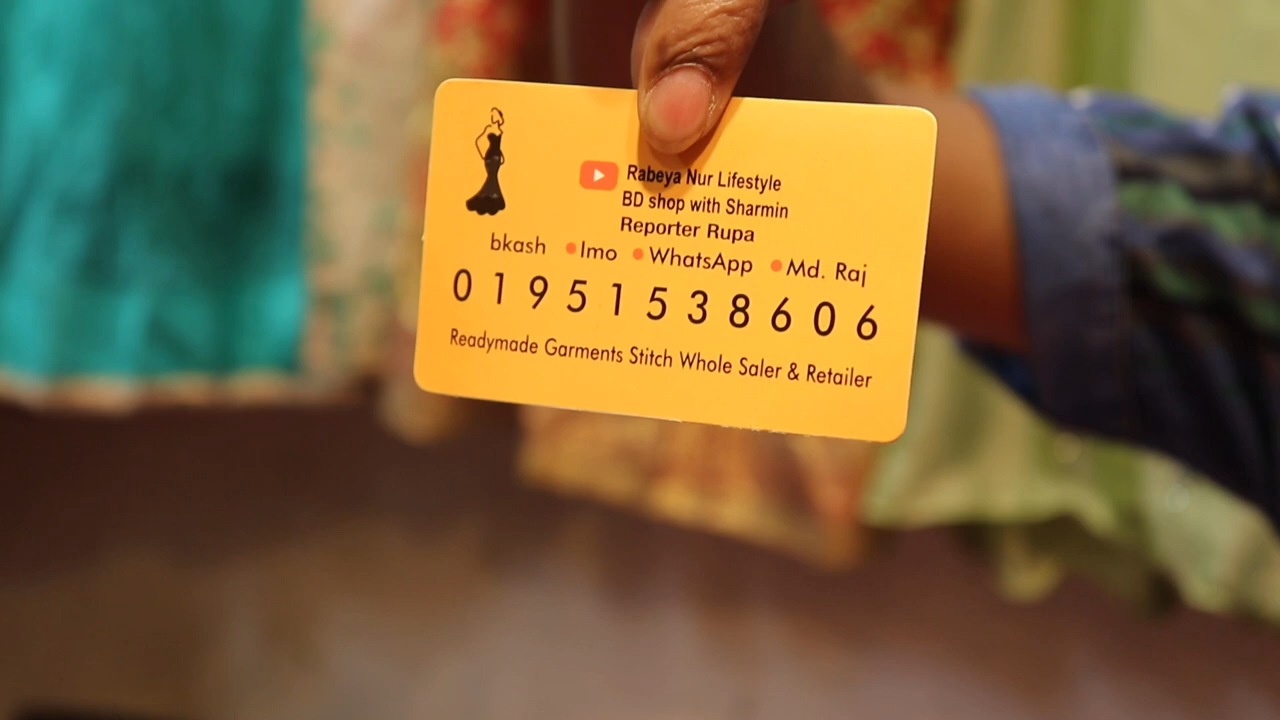 Rabeya Nur Lifestyle
BD shop with Sharmin
Reporter Rupa
bkash • Imo • WhatsApp • Md. Raj
01951538606
Readymade Garments Stitch Whole Saler & Retailer